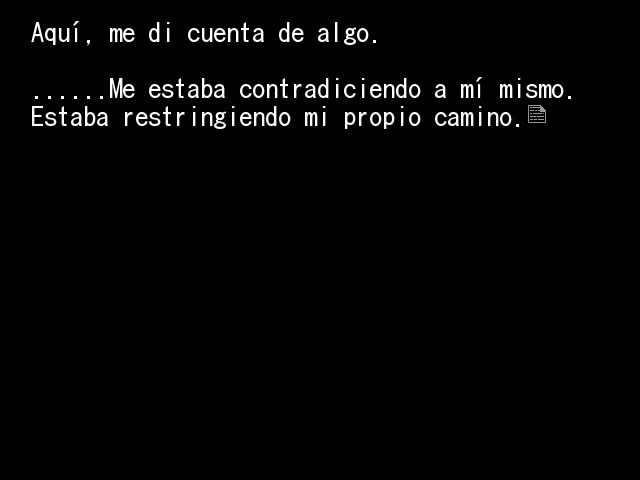 Aquí, me di cuenta de algo.
......Me estaba contradiciendo a mí mismo.
Estaba restringiendo mi propio camino.